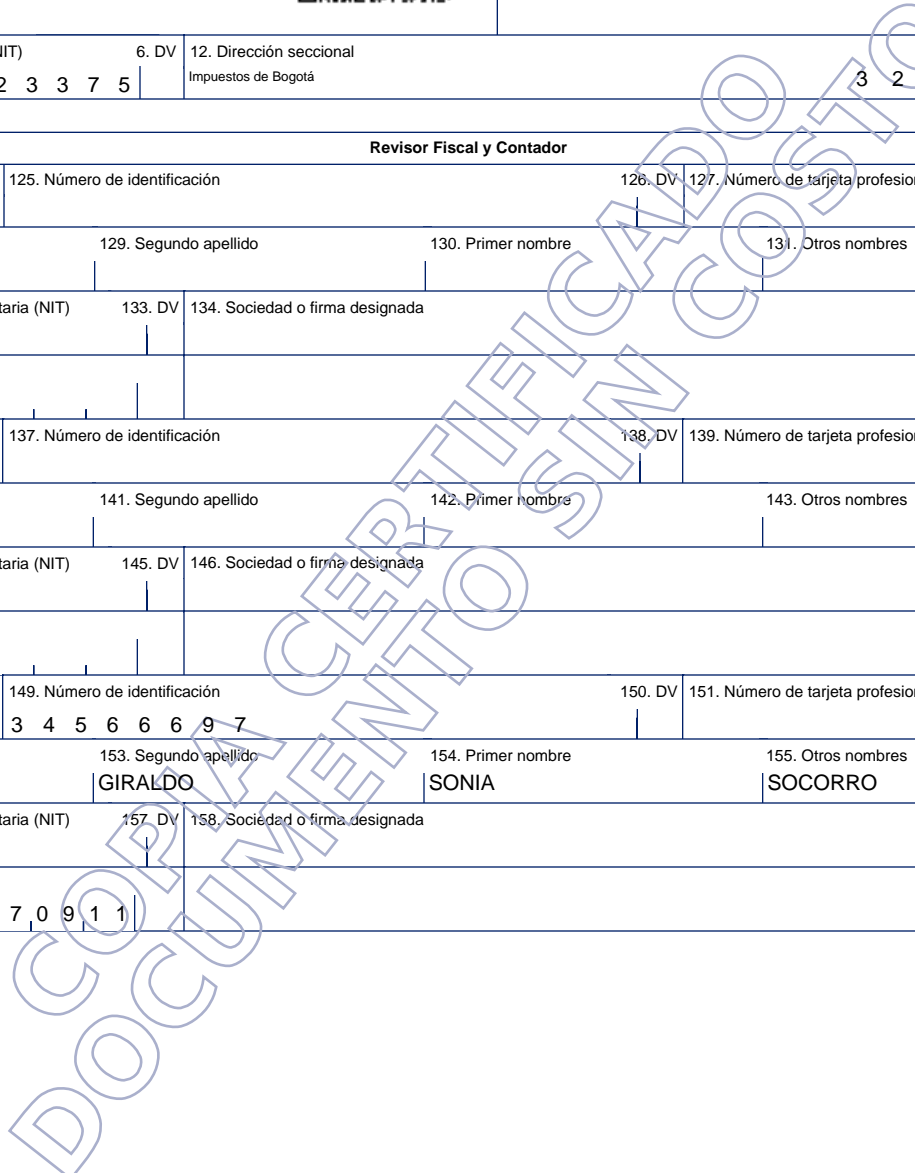 NIT) 6. DV 12. Dirección seccional
2 3 3 7 5 Impuestos de Bogotá 3 2
Revisor Fiscal y Contador
125. Número de identificación 126. DV 127. Número de tarjeta profesion
129. Segundo apellido 130. Primer nombre 131. Otros nombres
taria (NIT) 133. DV 134. Sociedad o firma designada
137. Número de identificación 138. DV 139. Número de tarjeta profesion
141. Segundo apellido 142. Primer nombre 143. Otros nombres
taria (NIT) 145. DV 146. Sociedad o firma designada
149. Número de identificación 150. DV 151. Número de tarjeta profesion
3 4 5 6 6 6 9 7
153. Segundo apellido 154. Primer nombre 155. Otros nombres
GIRALDO SONIA SOCORRO
taria (NIT) 157. DV 158. Sociedad o firma designada
7 0 9 1 1
COPIA CERTIFICADO
DOCUMENTO SIN COSTO